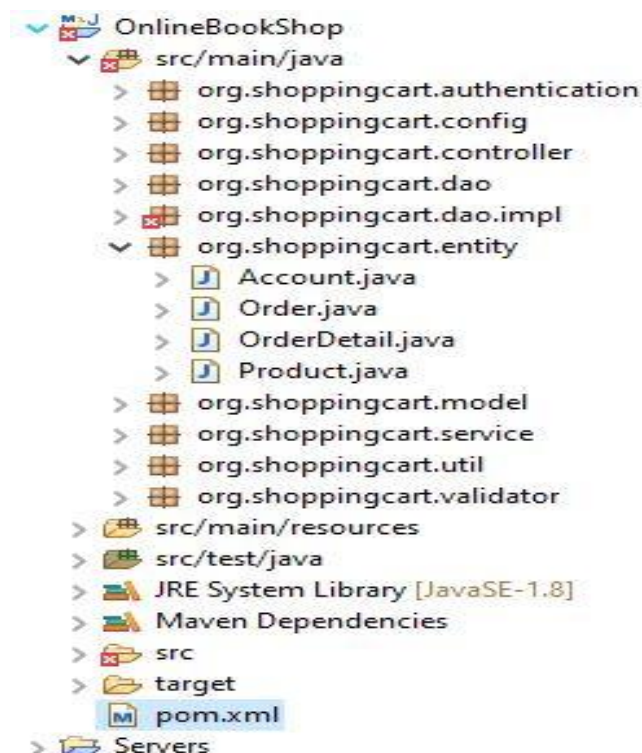 OnlineBookShop
src/main/java
org.shoppingcart.authentication
org.shoppingcart.config
org.shoppingcart.controller
org.shoppingcart.dao
org.shoppingcart.dao.impl
org.shoppingcart.entity
Account.java
Order.java
OrderDetail.java
Product.java
org.shoppingcart.model
org.shoppingcart.service
org.shoppingcart.util
org.shoppingcart.validator
src/main/resources
src/test/java
JRE System Library [JavaSE-1.8]
Maven Dependencies
src
target
pom.xml
Servers